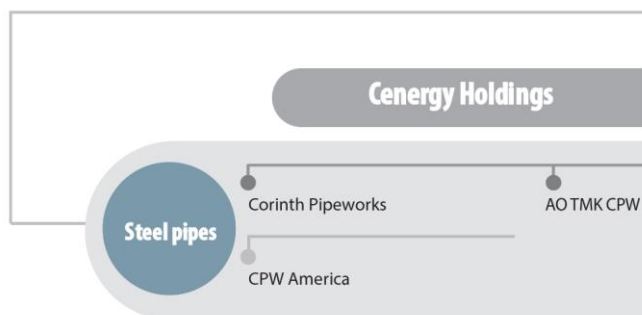 Cenergy Holdings
Steel pipes
Corinth Pipeworks
AO TMK CPW
CPW America